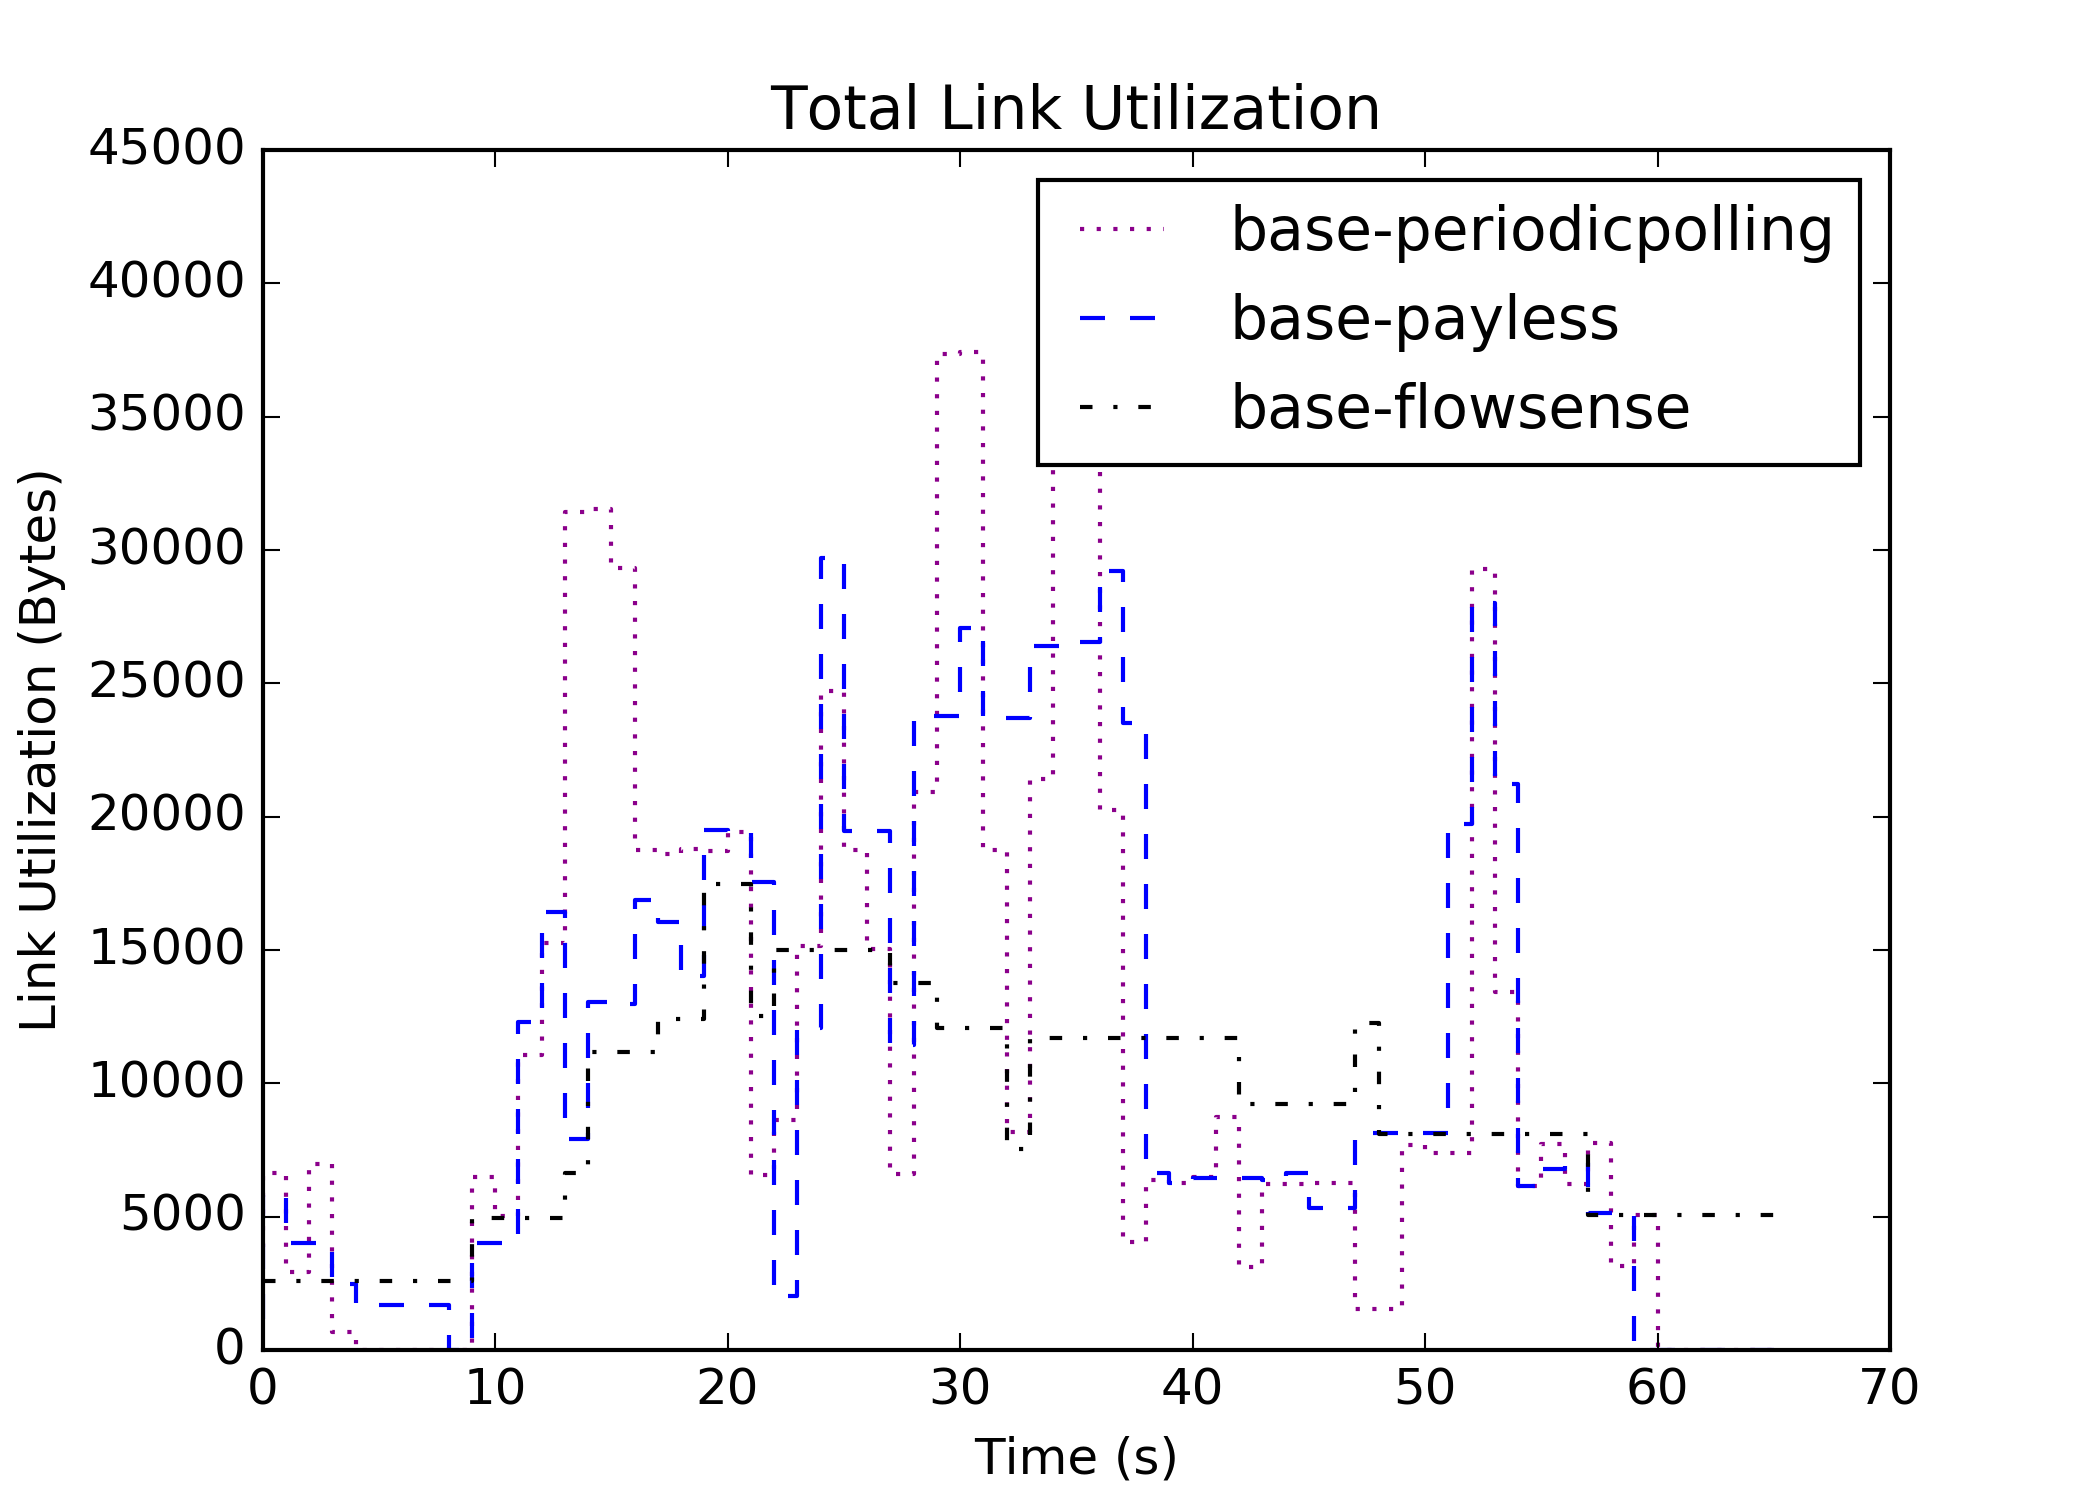 Total Link Utilization
45000
40000
35000
30000
25000
20000
15000
10000
5000
0
Link Utilization (Bytes)
base-periodicpolling
base-payless
base-flowsense
0 10 20 30 40 50 60 70
Time (s)